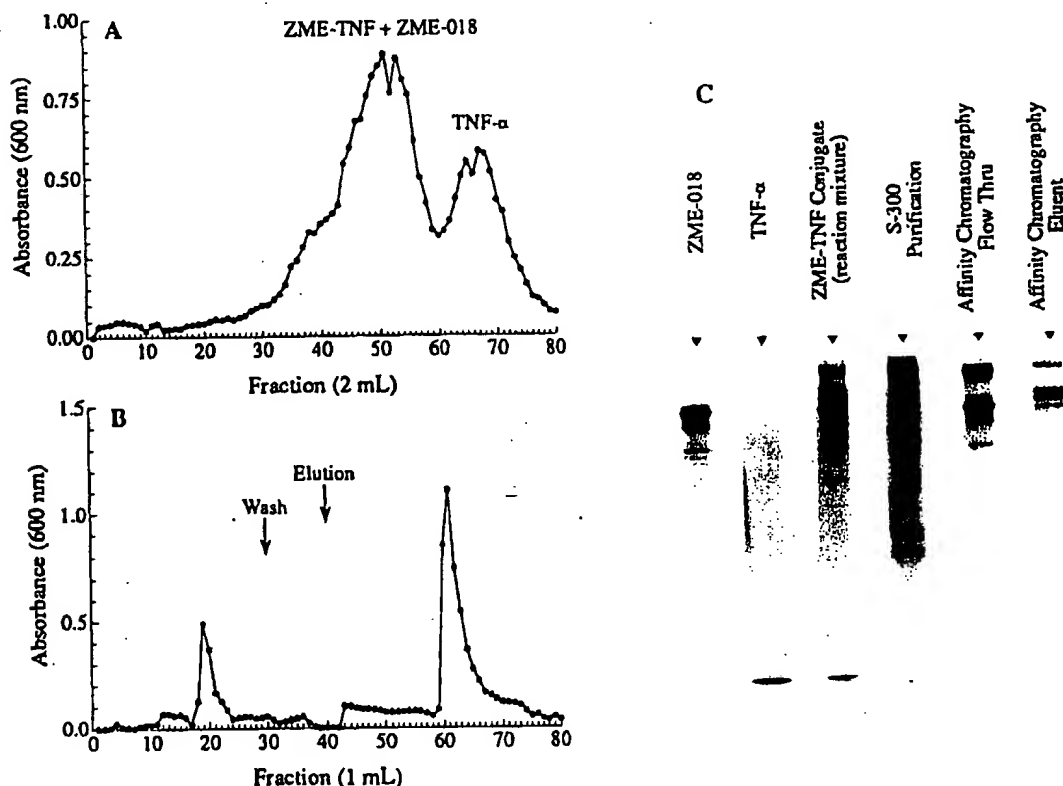 A
ZME-TNF + ZME-018
TNF-α
1.00
0.75
0.50
0.25
0.00
Absorbance (600 nm)
0 10 20 30 40 50 60 70 80
Fraction (2 mL)
B
Elution
Wash
1.5
1.0
0.5
0.0
Absorbance (600 nm)
0 10 20 30 40 50 60 70 80
Fraction (1 mL)
C
ZME-018
TNF-α
ZME-TNF Conjugate
(reaction mixture)
S-300
Purification
Affinity Chromatography
Flow Thru
Affinity Chromatography
Eluent